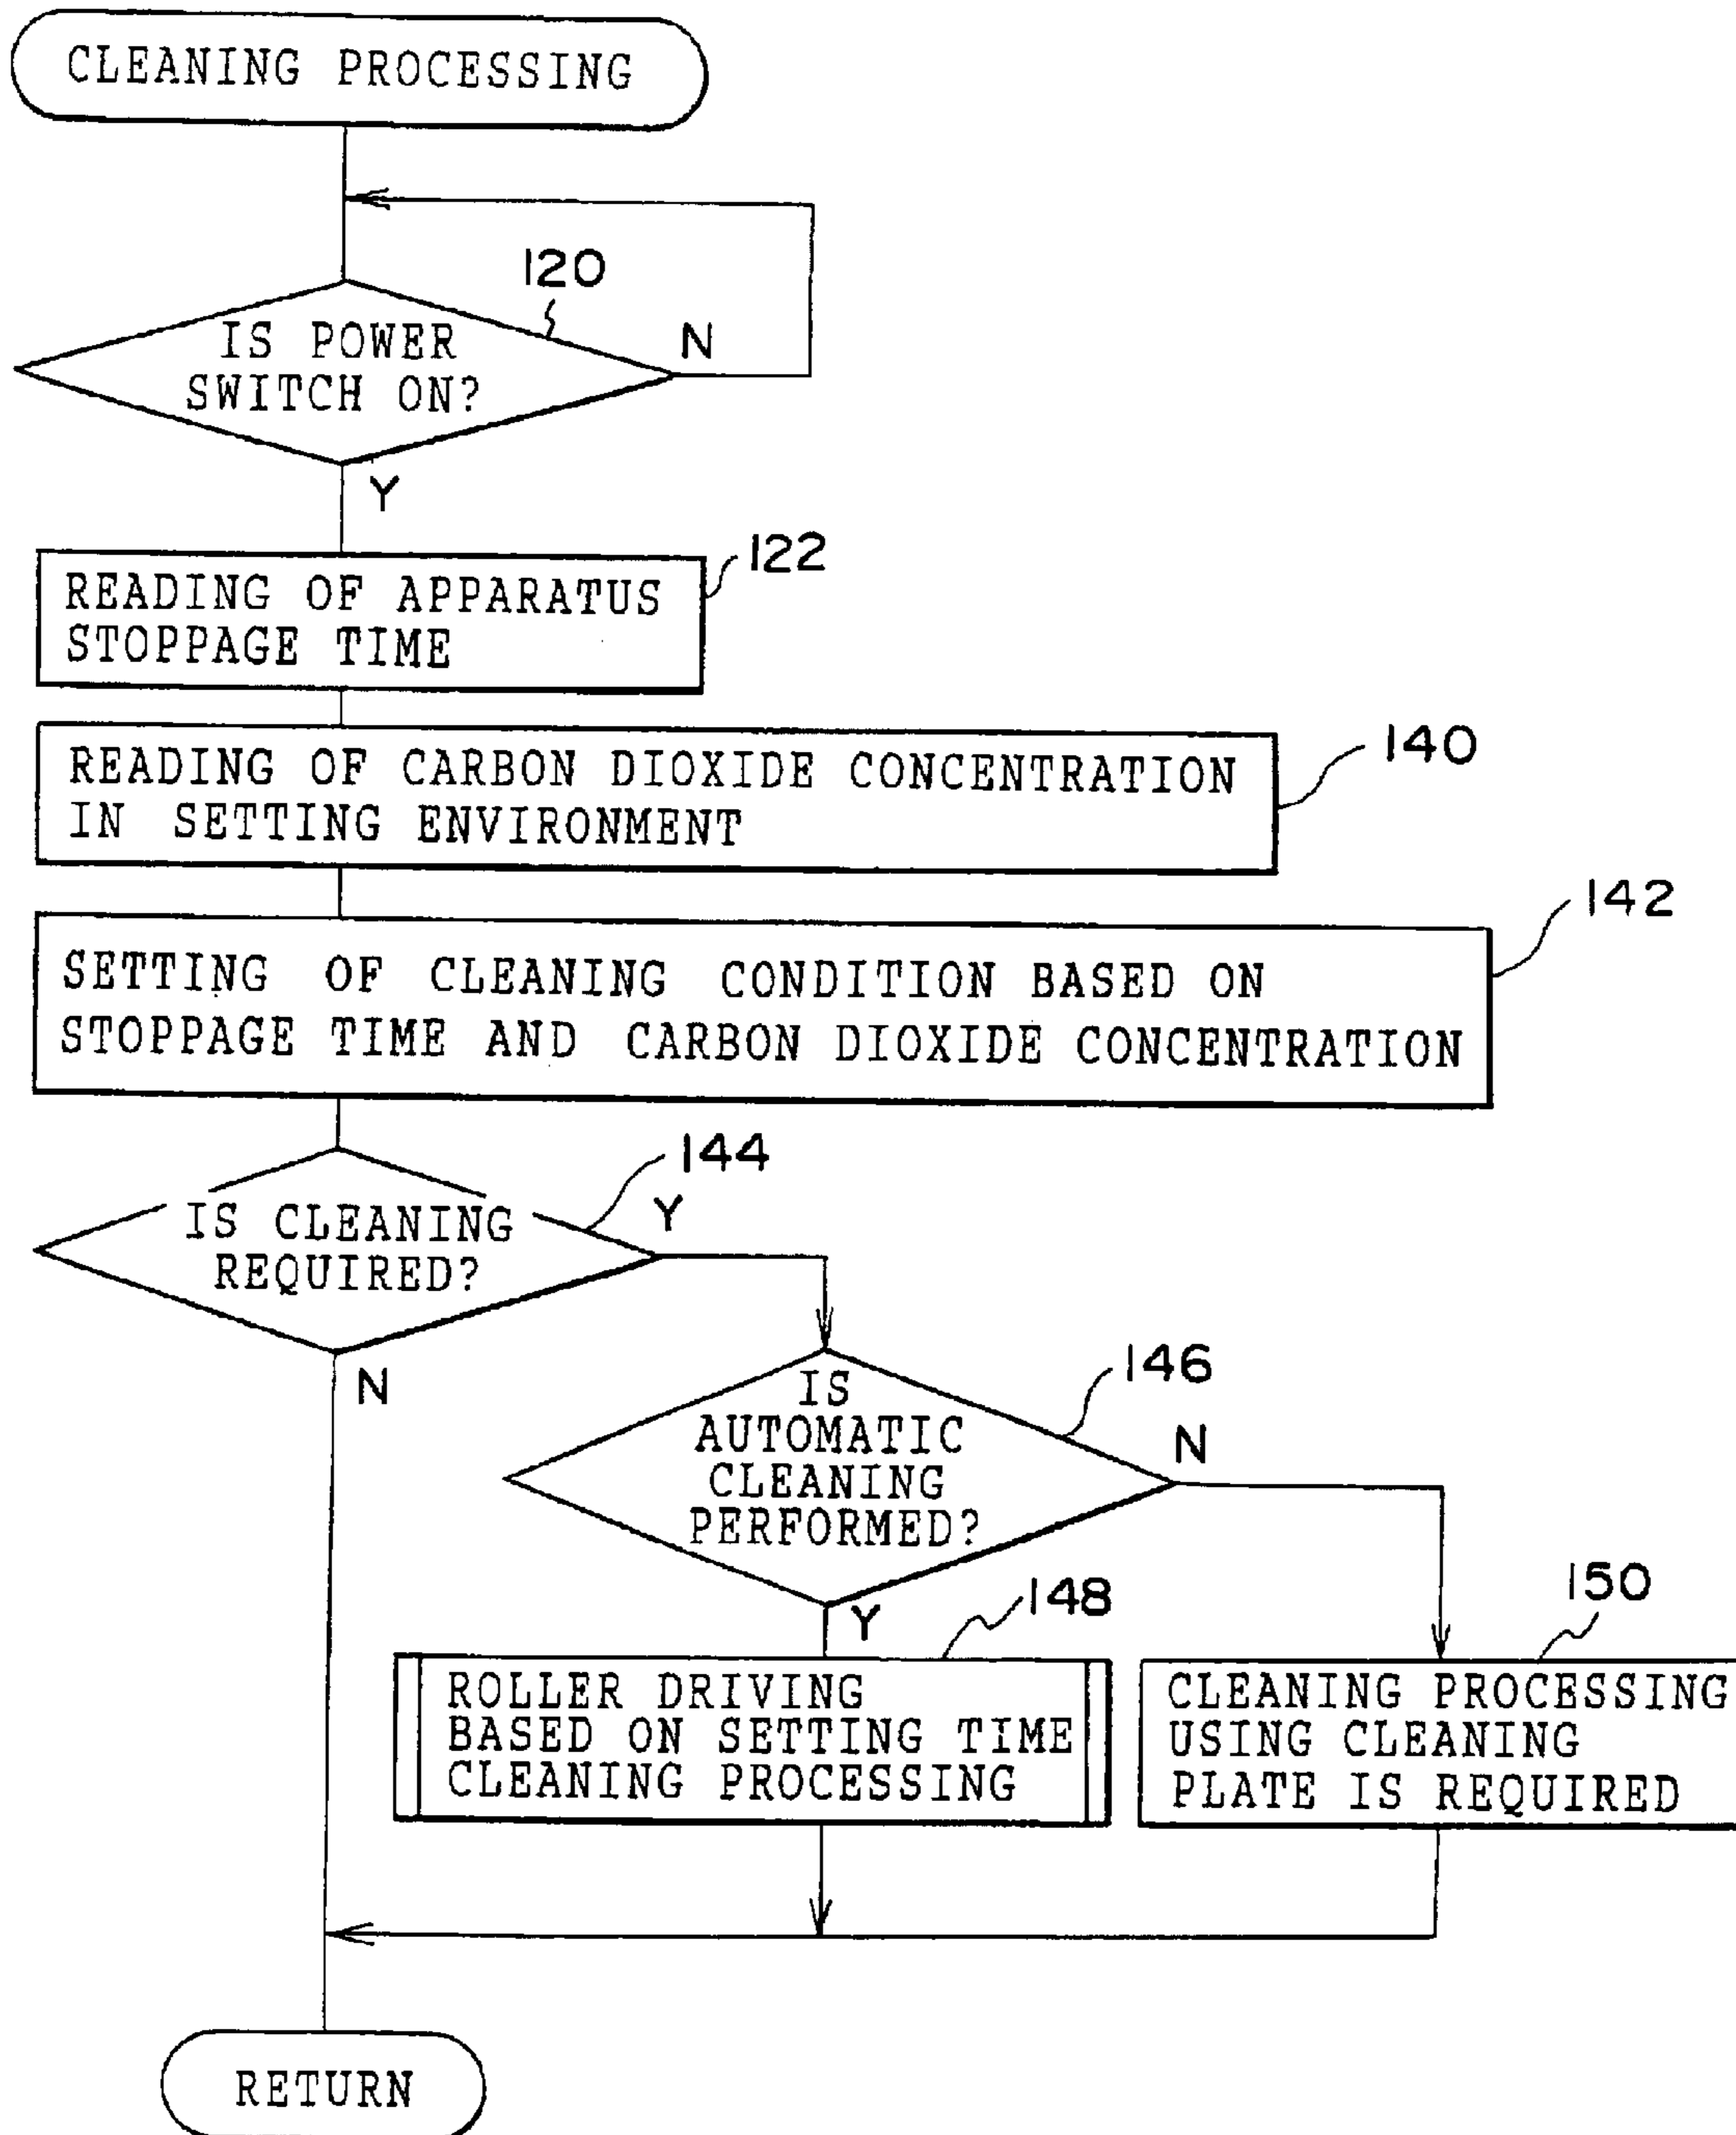 CLEANING PROCESSING
120
IS POWER
SWITCH ON?
N
Y
122
READING OF APPARATUS
STOPPAGE TIME
140
READING OF CARBON DIOXIDE CONCENTRATION
IN SETTING ENVIRONMENT
142
SETTING OF CLEANING CONDITION BASED ON
STOPPAGE TIME AND CARBON DIOXIDE CONCENTRATION
144
IS CLEANING
REQUIRED?
Y
N
146
IS
AUTOMATIC
CLEANING
PERFORMED?
N
Y
148
ROLLER DRIVING
BASED ON SETTING TIME
CLEANING PROCESSING
150
CLEANING PROCESSING
USING CLEANING
PLATE IS REQUIRED
RETURN